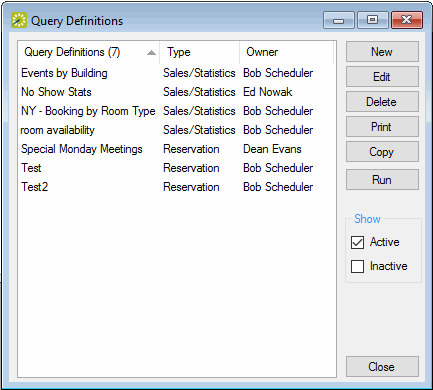 Query Definitions
Query Definitions (7) Type Owner
Events by Building Sales/Statistics Bob Scheduler
No Show Stats Sales/Statistics Ed Nowak
NY - Booking by Room Type Sales/Statistics Bob Scheduler
room availability Sales/Statistics Bob Scheduler
Special Monday Meetings Reservation Dean Evans
Test Reservation Bob Scheduler
Test2 Reservation Bob Scheduler
New
Edit
Delete
Print
Copy
Run
Show
Active
Inactive
Close